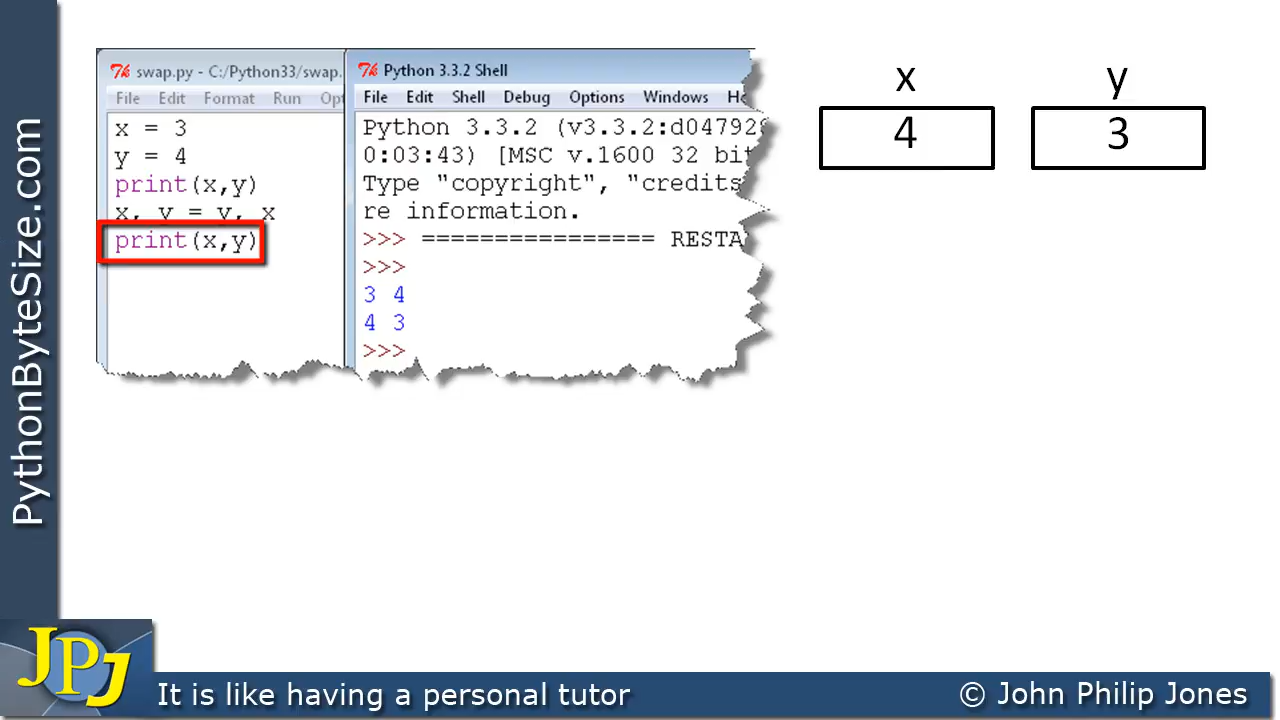 PythonByteSize.com
swap.py - C:/Python33/swap.
File Edit Format Run Opt
x = 3
y = 4
print(x,y)
x, y = y, x
print(x,y)
Python 3.3.2 Shell
File Edit Shell Debug Options Windows He
Python 3.3.2 (v3.3.2:d04792
0:03:43) [MSC v.1600 32 bit
Type "copyright", "credits
re information.
>>> ================ RESTA
>>>
3 4
4 3
>>>
x y
4 3
JPJ
It is like having a personal tutor
© John Philip Jones